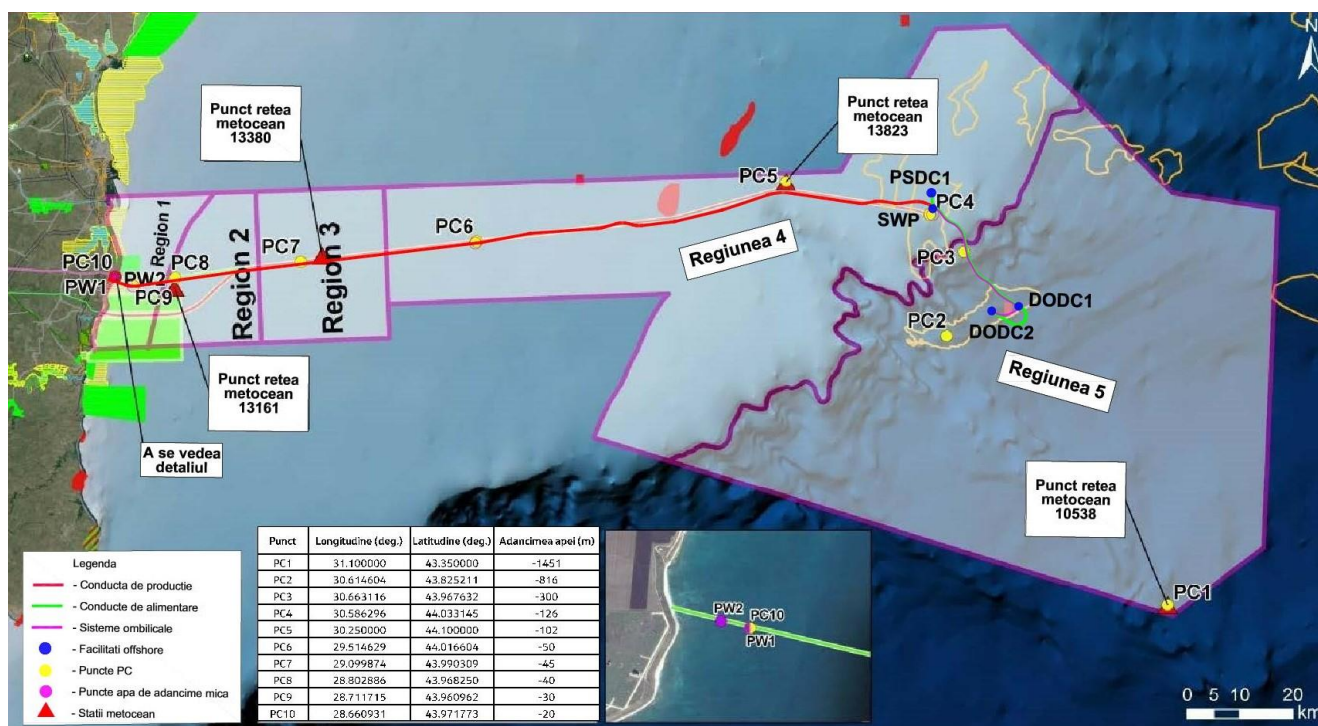 N
Punct retea
metocean
13380
Punct retea
metocean
13823
PC5
PSDC1
PC4
SWP
Region 1
Region 2
Region 3
Regiunea 4
PC6
PC7
PC8
PC3
PC10
PW2
PW1
PC9
DODC1
PC2
DODC2
Regiunea 5
Punct retea
metocean
13161
A se vedea
detaliul
Punct retea
metocean
10538
PC1
Legenda
- Conducta de productie
- Conducte de alimentare
- Sisteme ombilicale
- Facilitati offshore
- Puncte PC
- Puncte apa de adancime mica
- Statii metocean
Punct Longitudine (deg.) Latitudine (deg.) Adancimea apei (m)
PC1 31.100000 43.350000 -1451
PC2 30.614604 43.825211 -816
PC3 30.663116 43.967632 -300
PC4 30.586296 44.033145 -126
PC5 30.250000 44.100000 -102
PC6 29.514629 44.016604 -50
PC7 29.099874 43.990309 -45
PC8 28.802886 43.968250 -40
PC9 28.711715 43.960962 -30
PC10 28.660931 43.971773 -20
PW2
PC10
PW1
0 5 10 20
km